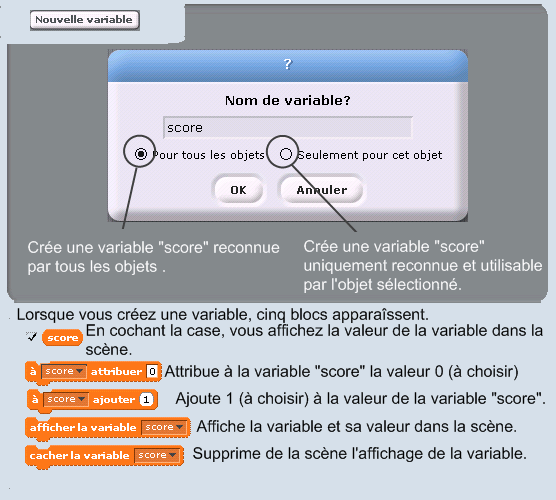 Nouvelle variable
?
Nom de variable?
score
Pour tous les objets Seulement pour cet objet
OK Annuler
Crée une variable "score" reconnue
par tous les objets .
Crée une variable "score"
uniquement reconnue et utilisable
par l'objet sélectionné.
Lorsque vous créez une variable, cinq blocs apparaîssent.
score En cochant la case, vous affichez la valeur de la variable dans la
scène.
à score attribuer 0 Attribue à la variable "score" la valeur 0 (à choisir)
à score ajouter 1 Ajoute 1 (à choisir) à la valeur de la variable "score".
afficher la variable score Affiche la variable et sa valeur dans la scène.
cacher la variable score Supprime de la scène l'affichage de la variable.